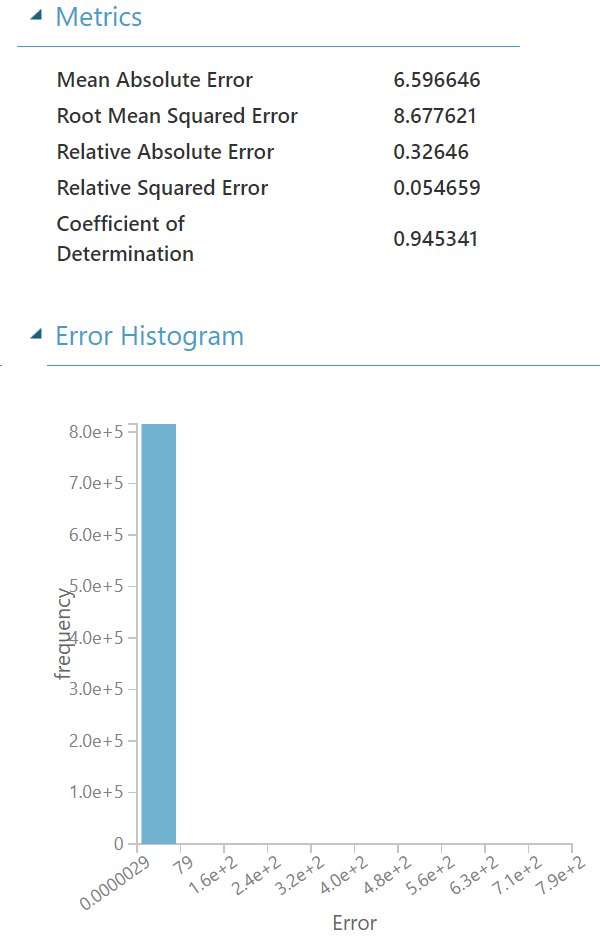 Metrics
Mean Absolute Error 6.596646
Root Mean Squared Error 8.677621
Relative Absolute Error 0.32646
Relative Squared Error 0.054659
Coefficient of
Determination 0.945341
Error Histogram
8.0e+5
7.0e+5
6.0e+5
5.0e+5
4.0e+5
3.0e+5
2.0e+5
1.0e+5
0
frequency
0.0000029 79 1.6e+2 2.4e+2 3.2e+2 4.0e+2 4.8e+2 5.6e+2 6.3e+2 7.1e+2 7.9e+2
Error